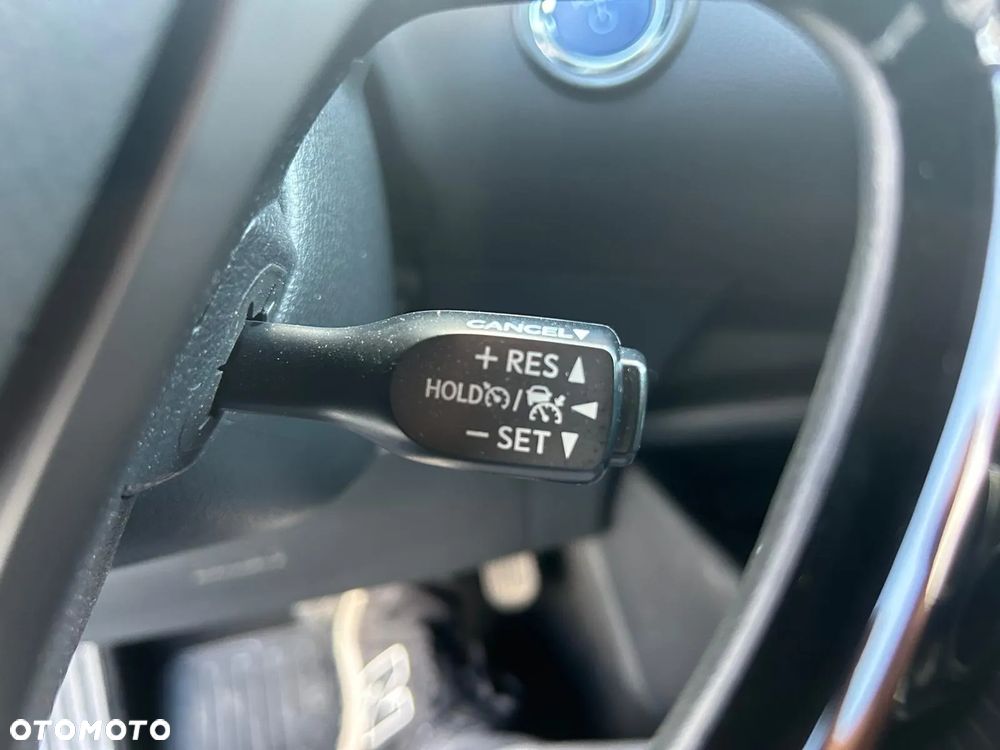 CANCEL▼
+ RES ▲
HOLD / ◄
− SET ▼
OTOMOTO